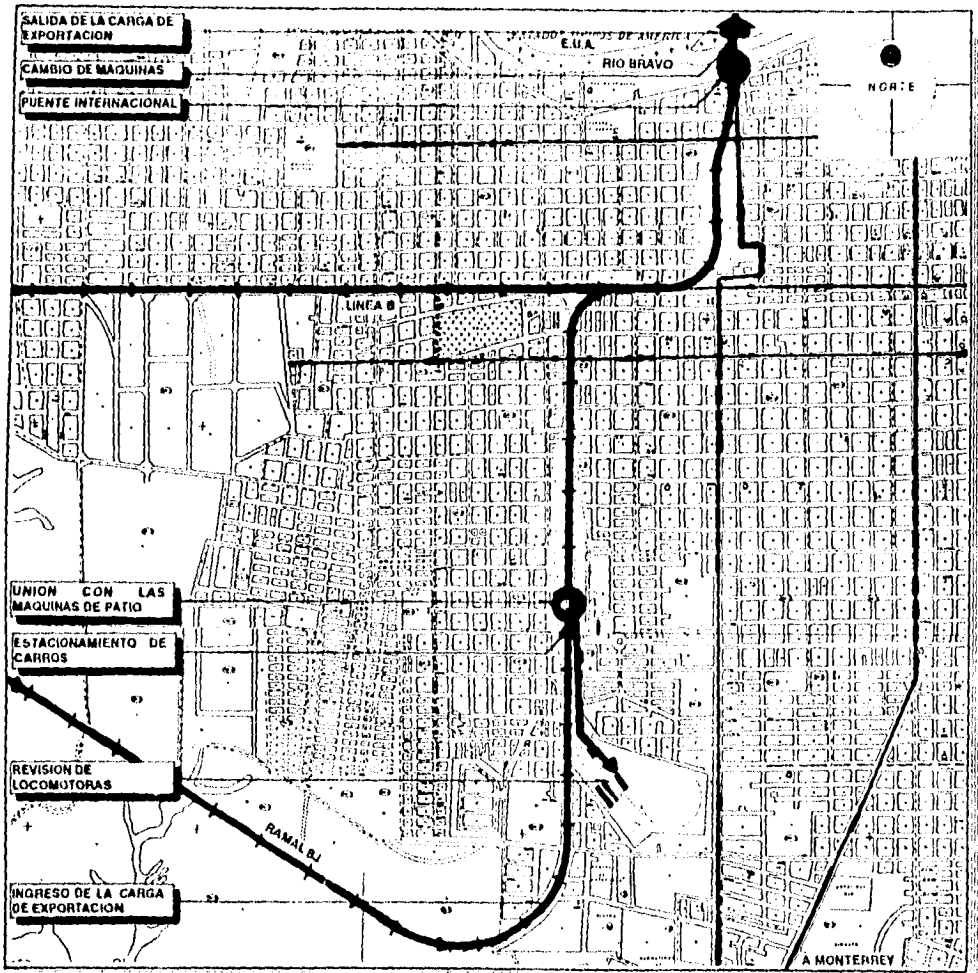 SALIDA DE LA CARGA DE
EXPORTACION
CAMBIO DE MAQUINAS
PUENTE INTERNACIONAL
E.U.A.
RIO BRAVO
NORTE
LINEA B
UNION CON LAS
MAQUINAS DE PATIO
ESTACIONAMIENTO DE
CARROS
REVISION DE
LOCOMOTORAS
RAMAL BJ
INGRESO DE LA CARGA
DE EXPORTACION
A MONTERREY